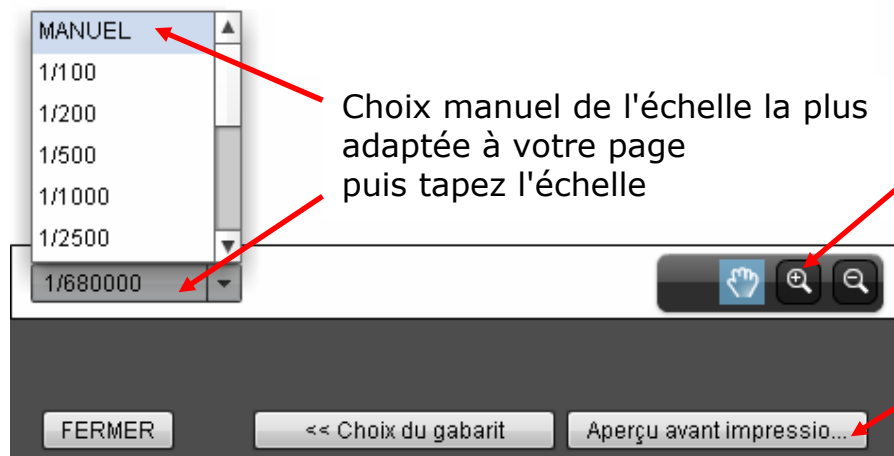 MANUEL
1/100
1/200
1/500
1/1000
1/2500
1/680000
Choix manuel de l'échelle la plus
adaptée à votre page
puis tapez l'échelle
FERMER
<< Choix du gabarit
Aperçu avant impressio...